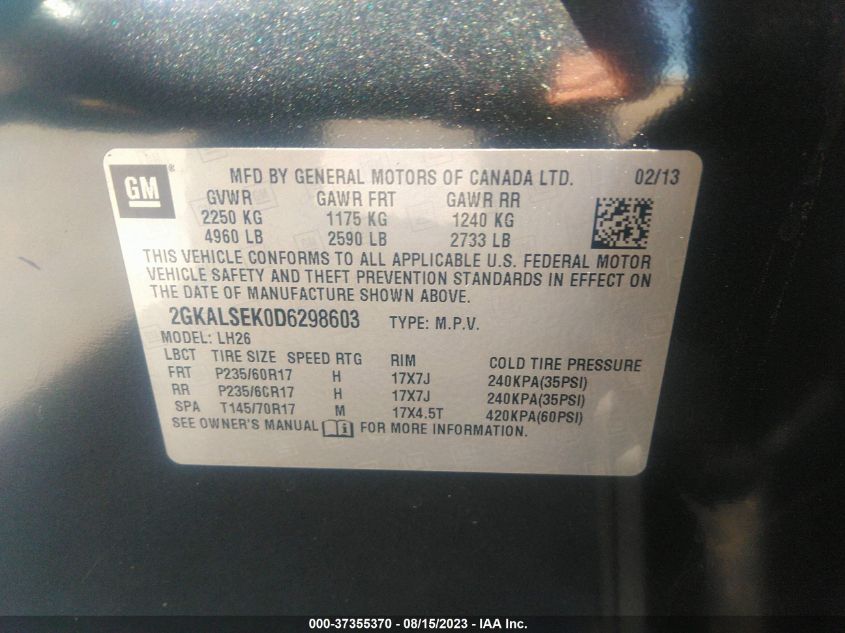 GM®
MFD BY GENERAL MOTORS OF CANADA LTD. 02/13
GVWR GAWR FRT GAWR RR
2250 KG 1175 KG 1240 KG
4960 LB 2590 LB 2733 LB
THIS VEHICLE CONFORMS TO ALL APPLICABLE U.S. FEDERAL MOTOR
VEHICLE SAFETY AND THEFT PREVENTION STANDARDS IN EFFECT ON
THE DATE OF MANUFACTURE SHOWN ABOVE.
2GKALSEK0D6298603 TYPE: M.P.V.
MODEL: LH26
LBCT TIRE SIZE SPEED RTG RIM COLD TIRE PRESSURE
FRT P235/60R17 H 17X7J 240KPA(35PSI)
RR P235/60R17 H 17X7J 240KPA(35PSI)
SPA T145/70R17 M 17X4.5T 420KPA(60PSI)
SEE OWNER'S MANUAL FOR MORE INFORMATION.
000-37355370 - 08/15/2023 - IAA Inc.